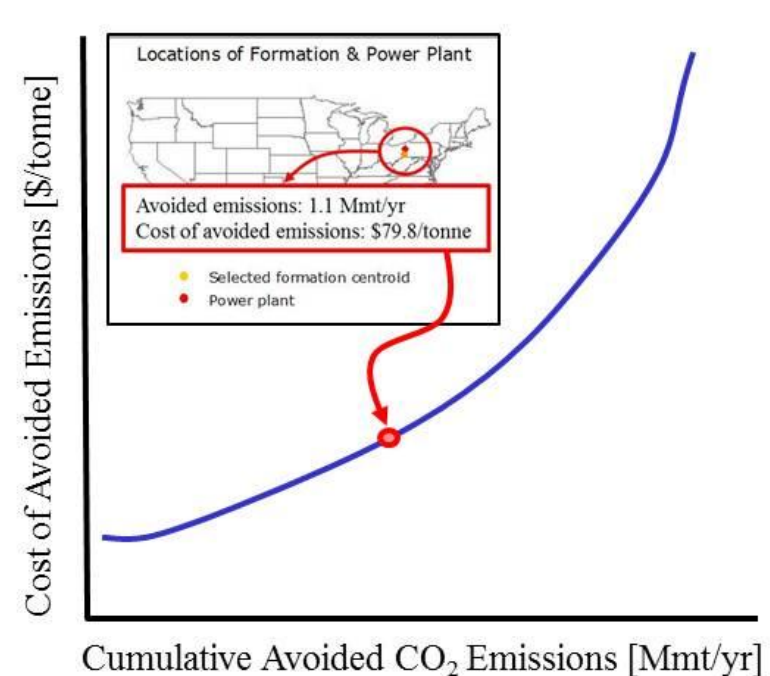 Locations of Formation & Power Plant
Avoided emissions: 1.1 Mmt/yr
Cost of avoided emissions: $79.8/tonne
Selected formation centroid
Power plant
Cost of Avoided Emissions [$/tonne]
Cumulative Avoided CO₂ Emissions [Mmt/yr]